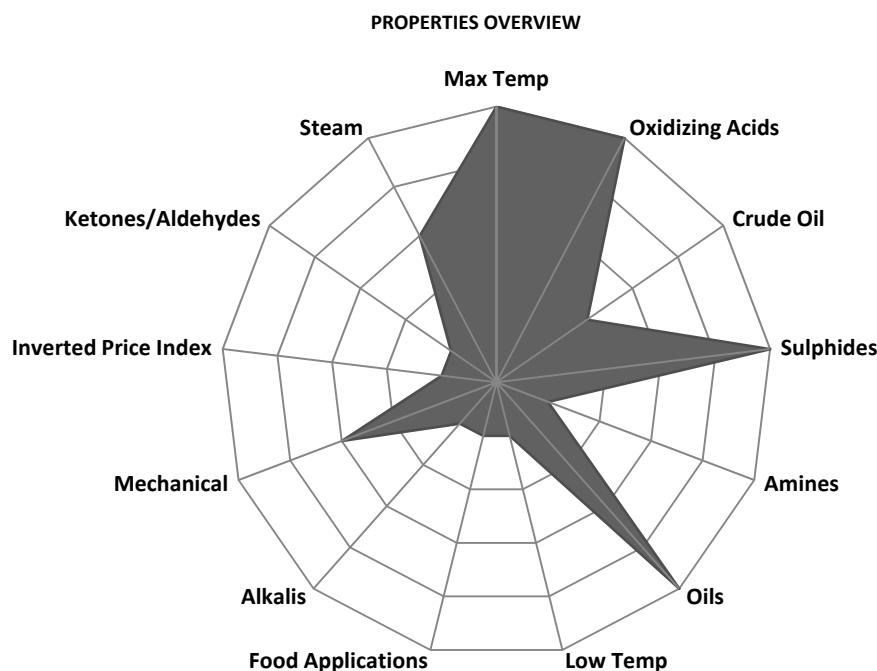 PROPERTIES OVERVIEW
Max Temp
Oxidizing Acids
Crude Oil
Sulphides
Amines
Oils
Low Temp
Food Applications
Alkalis
Mechanical
Inverted Price Index
Ketones/Aldehydes
Steam